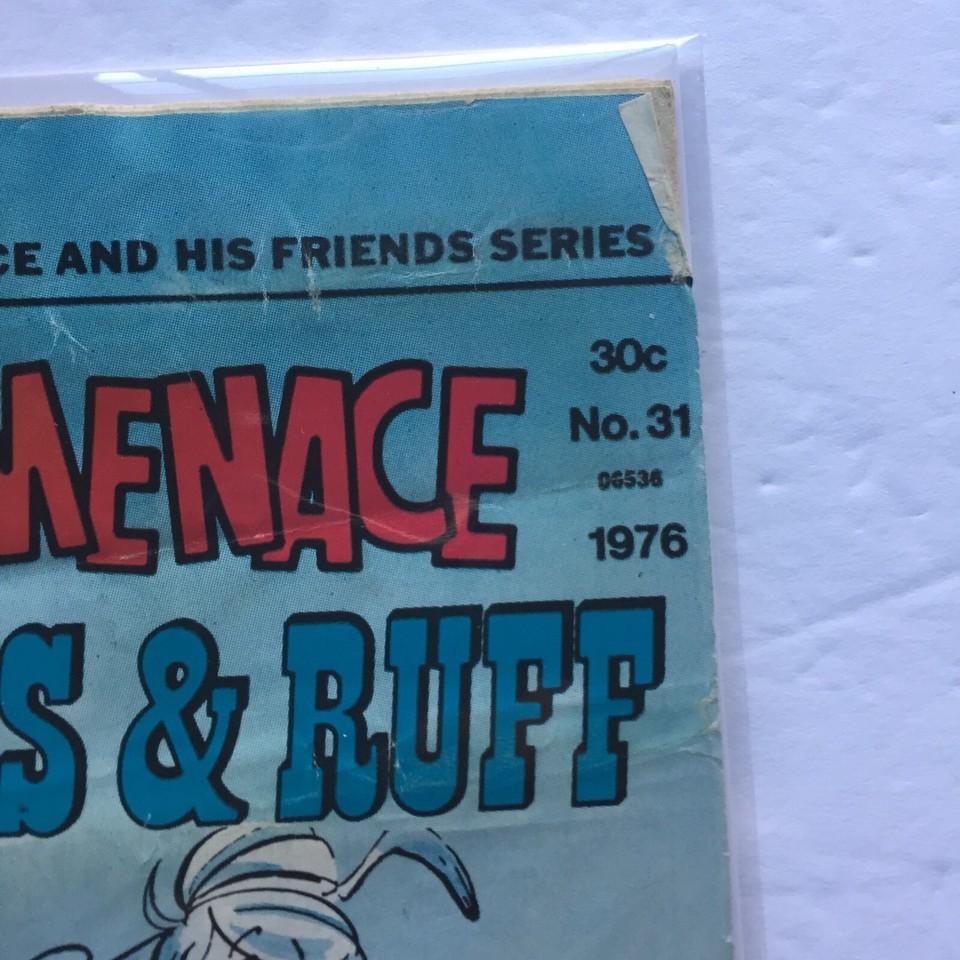 CE AND HIS FRIENDS SERIES
30c
No. 31
06536
1976
MENACE
S & RUFF